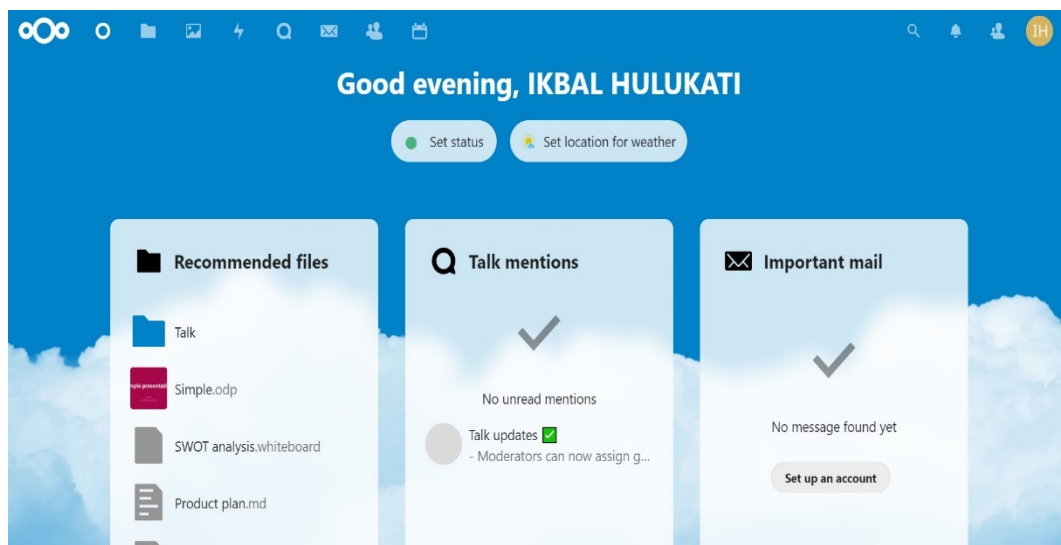 IH
Good evening, IKBAL HULUKATI
Set status
Set location for weather
Recommended files
Talk
Simple.odp
SWOT analysis.whiteboard
Product plan.md
Talk mentions
No unread mentions
Talk updates ✅
- Moderators can now assign g...
Important mail
No message found yet
Set up an account